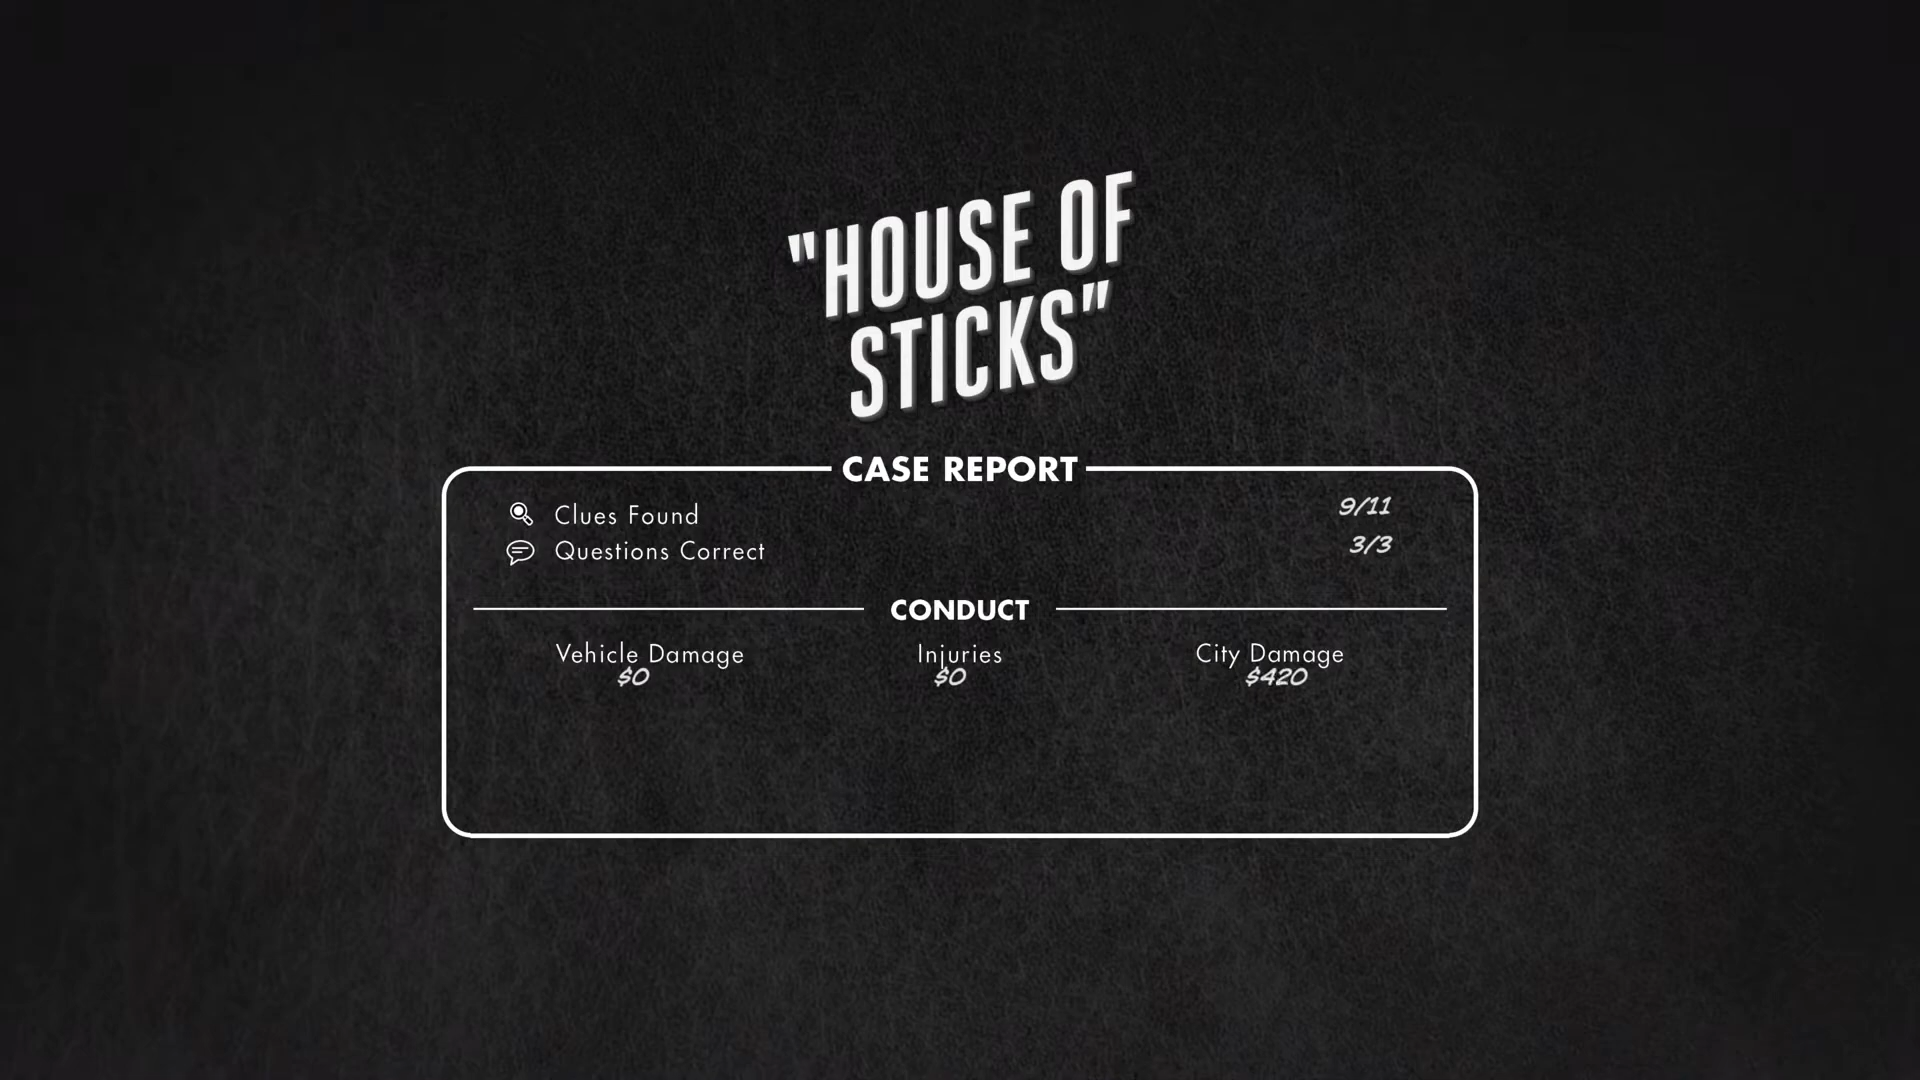 "HOUSE OF
STICKS"
CASE REPORT
Clues Found 9/11
Questions Correct 3/3
CONDUCT
Vehicle Damage Injuries City Damage
$0 $0 $420